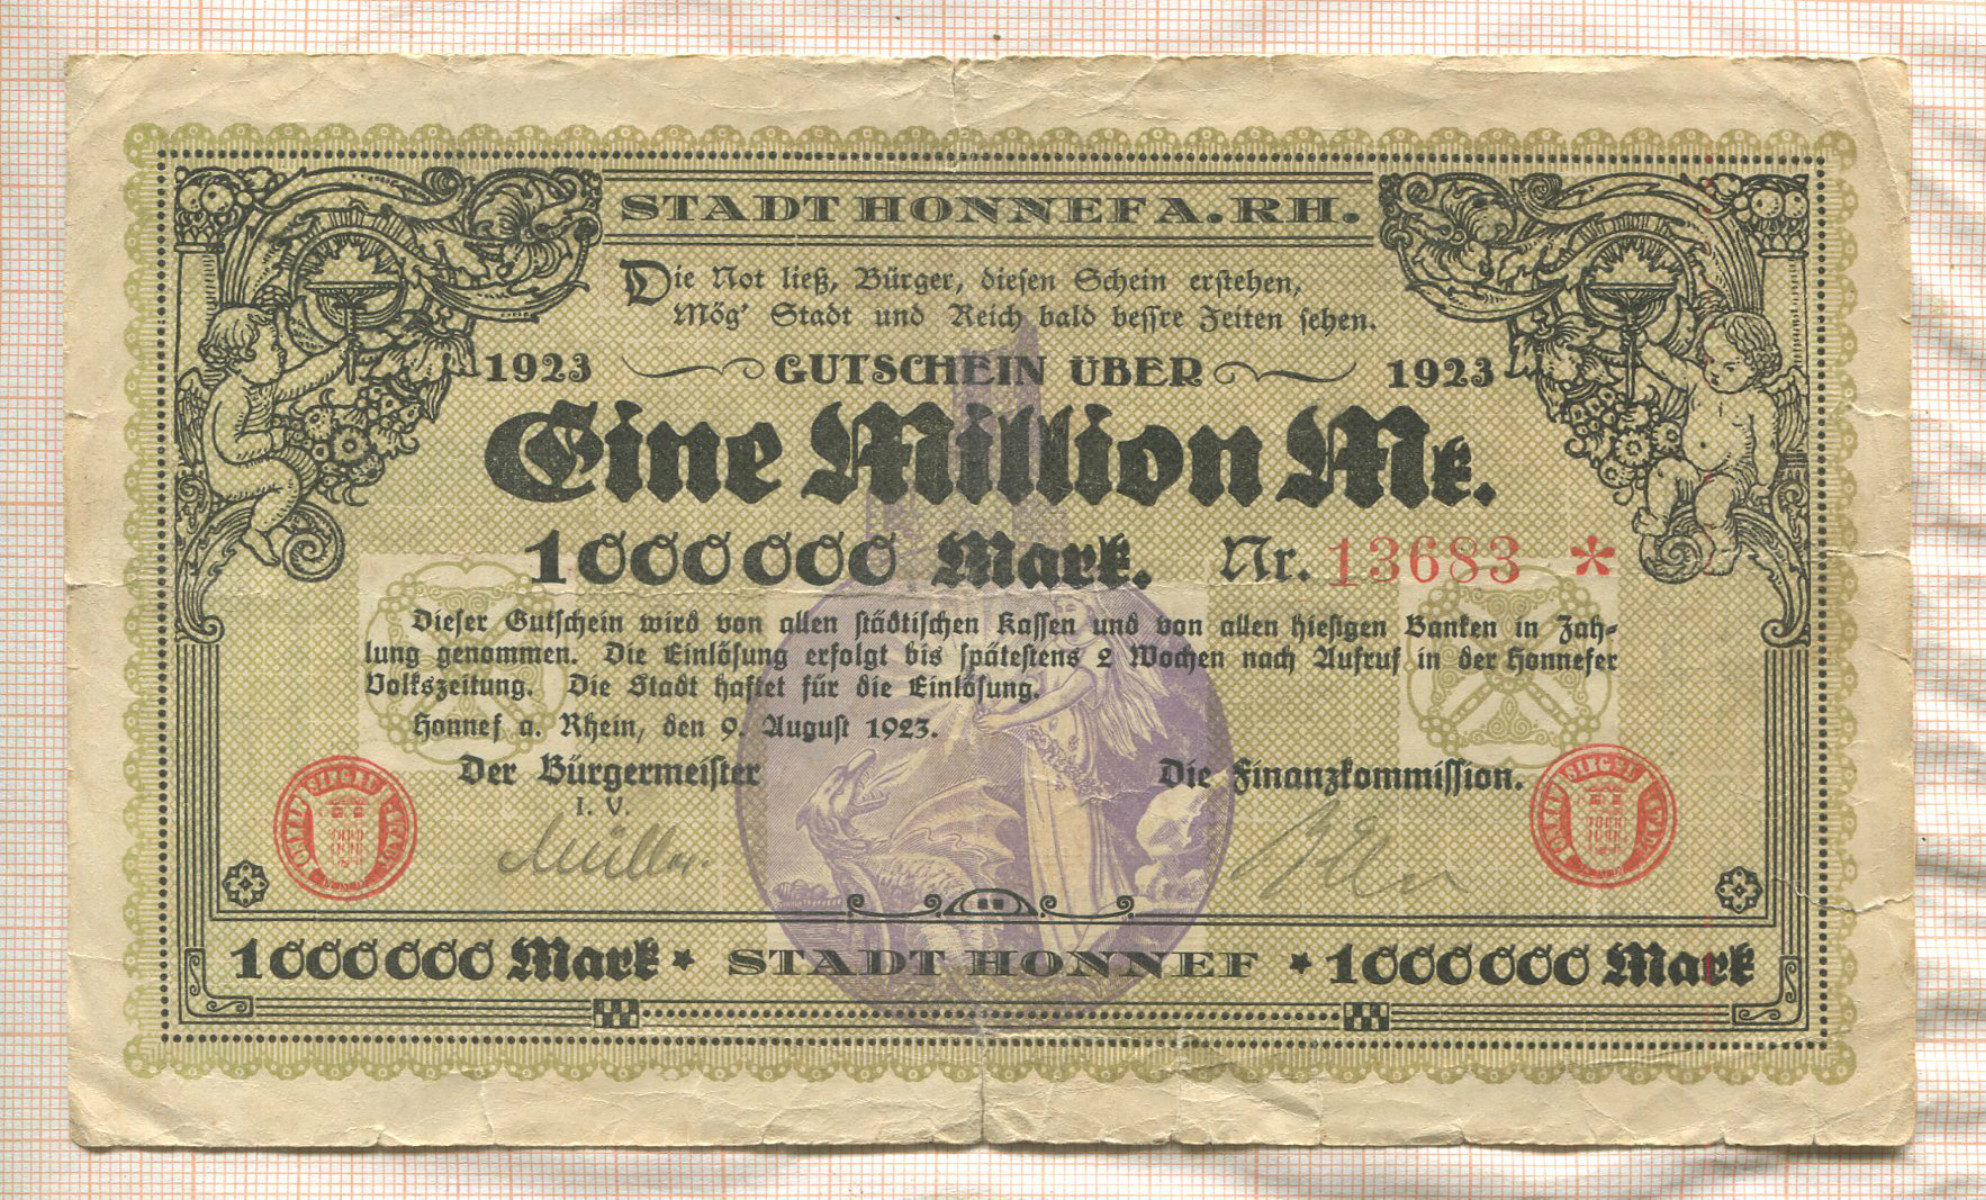 STADT HONNEF A. RH.
Die Not ließ, Bürger, diesen Schein erstehen,
Mög' Stadt und Reich bald bessre Zeiten sehen.
1923 GUTSCHEIN ÜBER 1923
Eine Million Mk.
1000000 Mark. Nr. 13683 *
Dieser Gutschein wird von allen städtischen Kassen und von allen hiesigen Banken in Zah-
lung genommen. Die Einlösung erfolgt bis spätestens 2 Wochen nach Aufruf in der Honnefer
Volkszeitung. Die Stadt haftet für die Einlösung.
Honnef a. Rhein, den 9. August 1923.
Der Bürgermeister Die Finanzkommission.
I. V.
Müller.
1000000 Mark * STADT HONNEF * 1000000 Mark